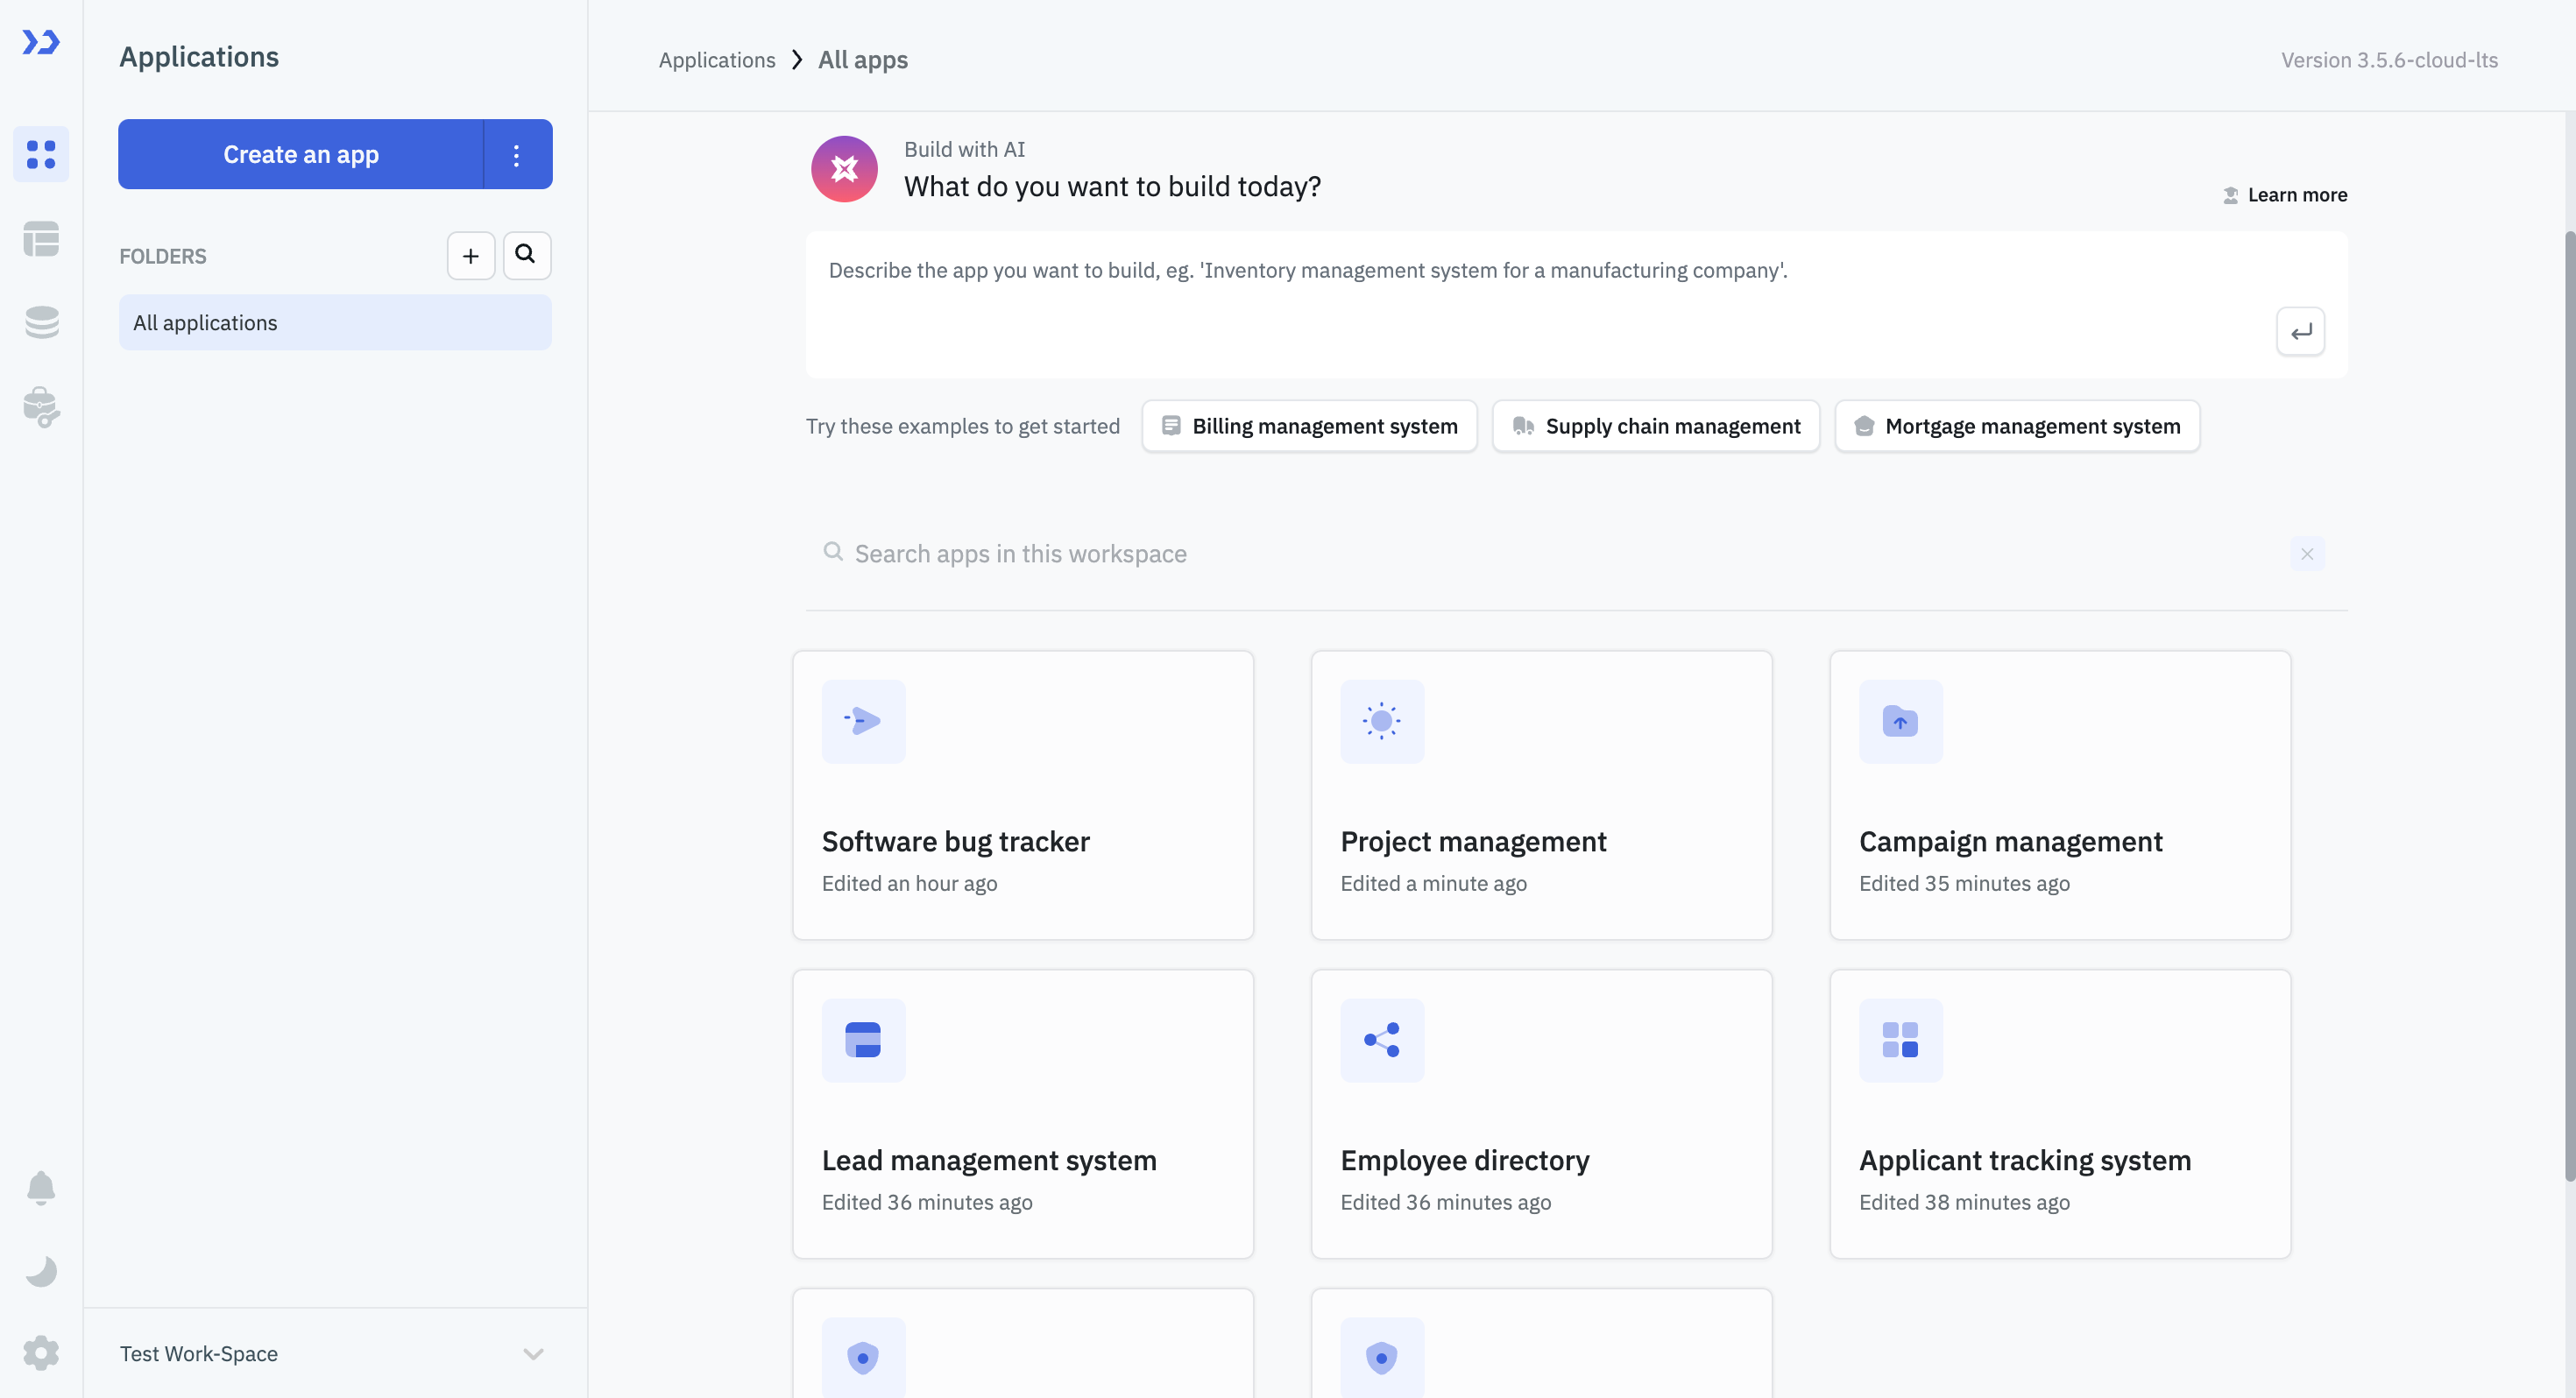 Applications
Create an app
FOLDERS
All applications
Test Work-Space
Applications All apps
Version 3.5.6-cloud-lts
Build with AI
What do you want to build today?
Learn more
Describe the app you want to build, eg. 'Inventory management system for a manufacturing company'.
Try these examples to get started
Billing management system
Supply chain management
Mortgage management system
Search apps in this workspace
Software bug tracker
Edited an hour ago
Project management
Edited a minute ago
Campaign management
Edited 35 minutes ago
Lead management system
Edited 36 minutes ago
Employee directory
Edited 36 minutes ago
Applicant tracking system
Edited 38 minutes ago